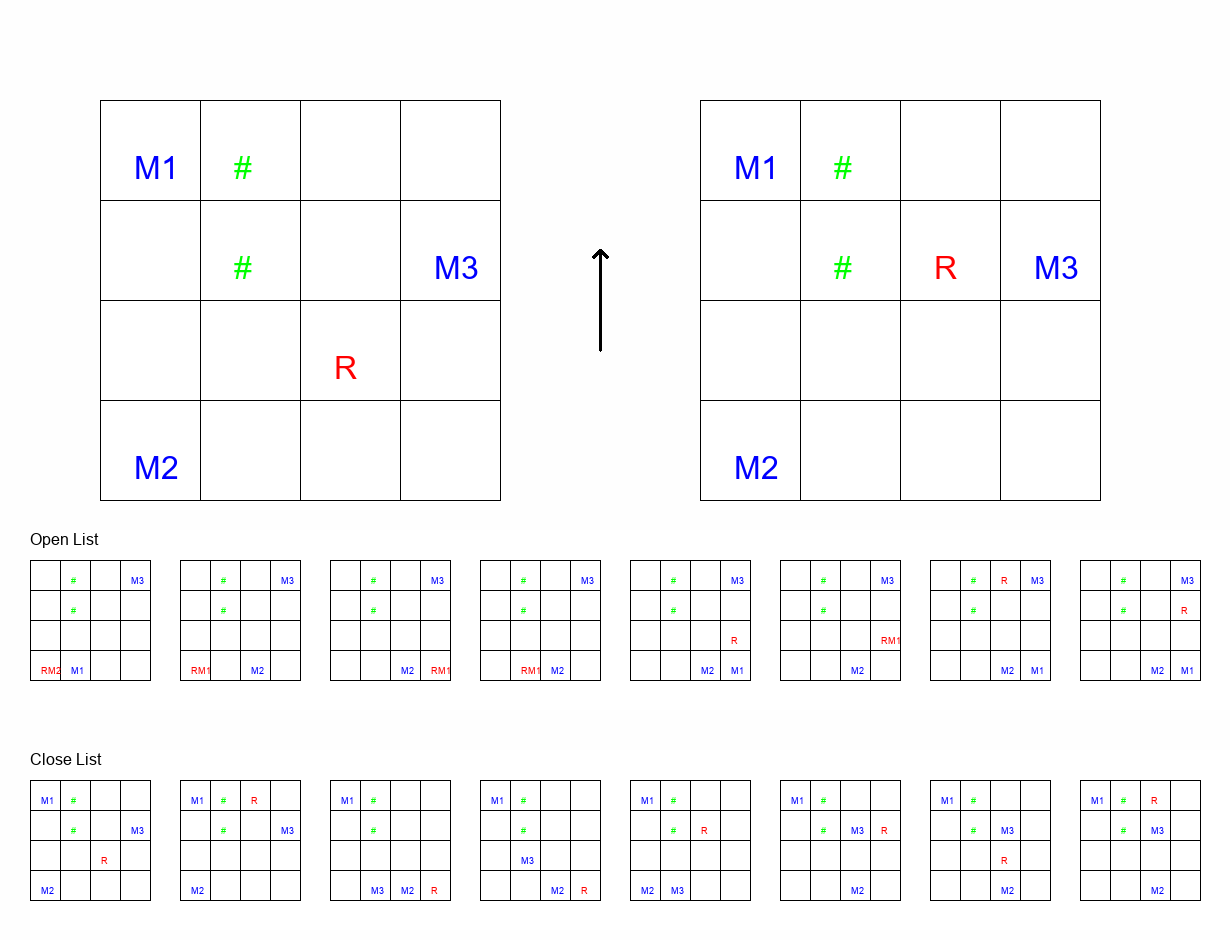 M1 # M1 #
# M3 # R M3
R
M2 M2
Open List
# M3 # M3 # M3 # M3 # M3 # M3 # R M3 # M3
# # # # # # # # R
R RM1
RM2 M1 RM1 M2 M2 RM1 RM1 M2 M2 M1 M2 M2 M1 M2 M1
Close List
M1 # M1 # R M1 # M1 # M1 # M1 # M1 # M1 # R
# M3 # M3 # # # R # M3 R # M3 # M3
R M3 R
M2 M2 M3 M2 R M2 R M2 M3 M2 M2 M2